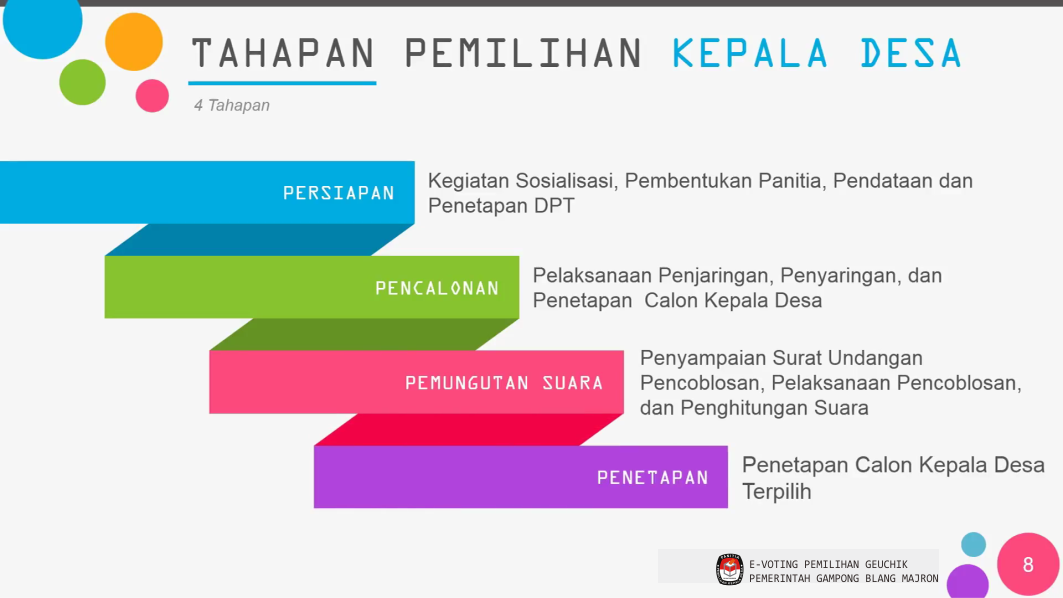 TAHAPAN PEMILIHAN KEPALA DESA
4 Tahapan
PERSIAPAN
Kegiatan Sosialisasi, Pembentukan Panitia, Pendataan dan
Penetapan DPT
PENCALONAN
Pelaksanaan Penjaringan, Penyaringan, dan
Penetapan Calon Kepala Desa
PEMUNGUTAN SUARA
Penyampaian Surat Undangan
Pencoblosan, Pelaksanaan Pencoblosan,
dan Penghitungan Suara
PENETAPAN
Penetapan Calon Kepala Desa
Terpilih
E-VOTING PEMILIHAN GEUCHIK
PEMERINTAH GAMPONG BLANG MAJRON
8